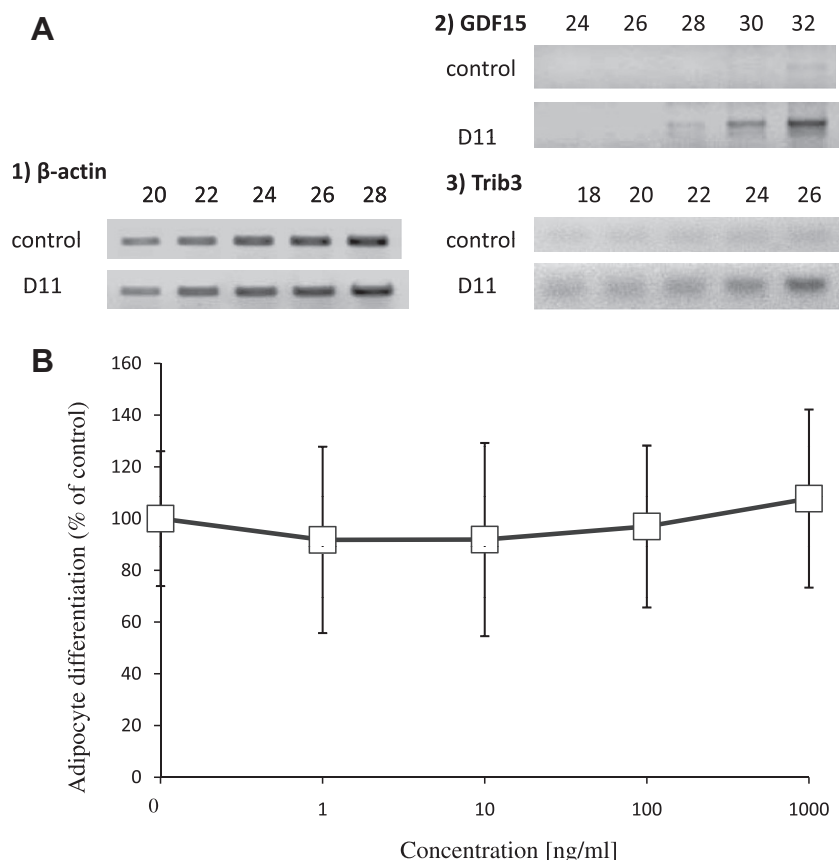 A
1) β-actin
20 22 24 26 28
control
D11
2) GDF15 24 26 28 30 32
control
D11
3) Trib3
18 20 22 24 26
control
D11
B
Adipocyte differentiation (% of control)
160
140
120
100
80
60
40
20
0
0 1 10 100 1000
Concentration [ng/ml]